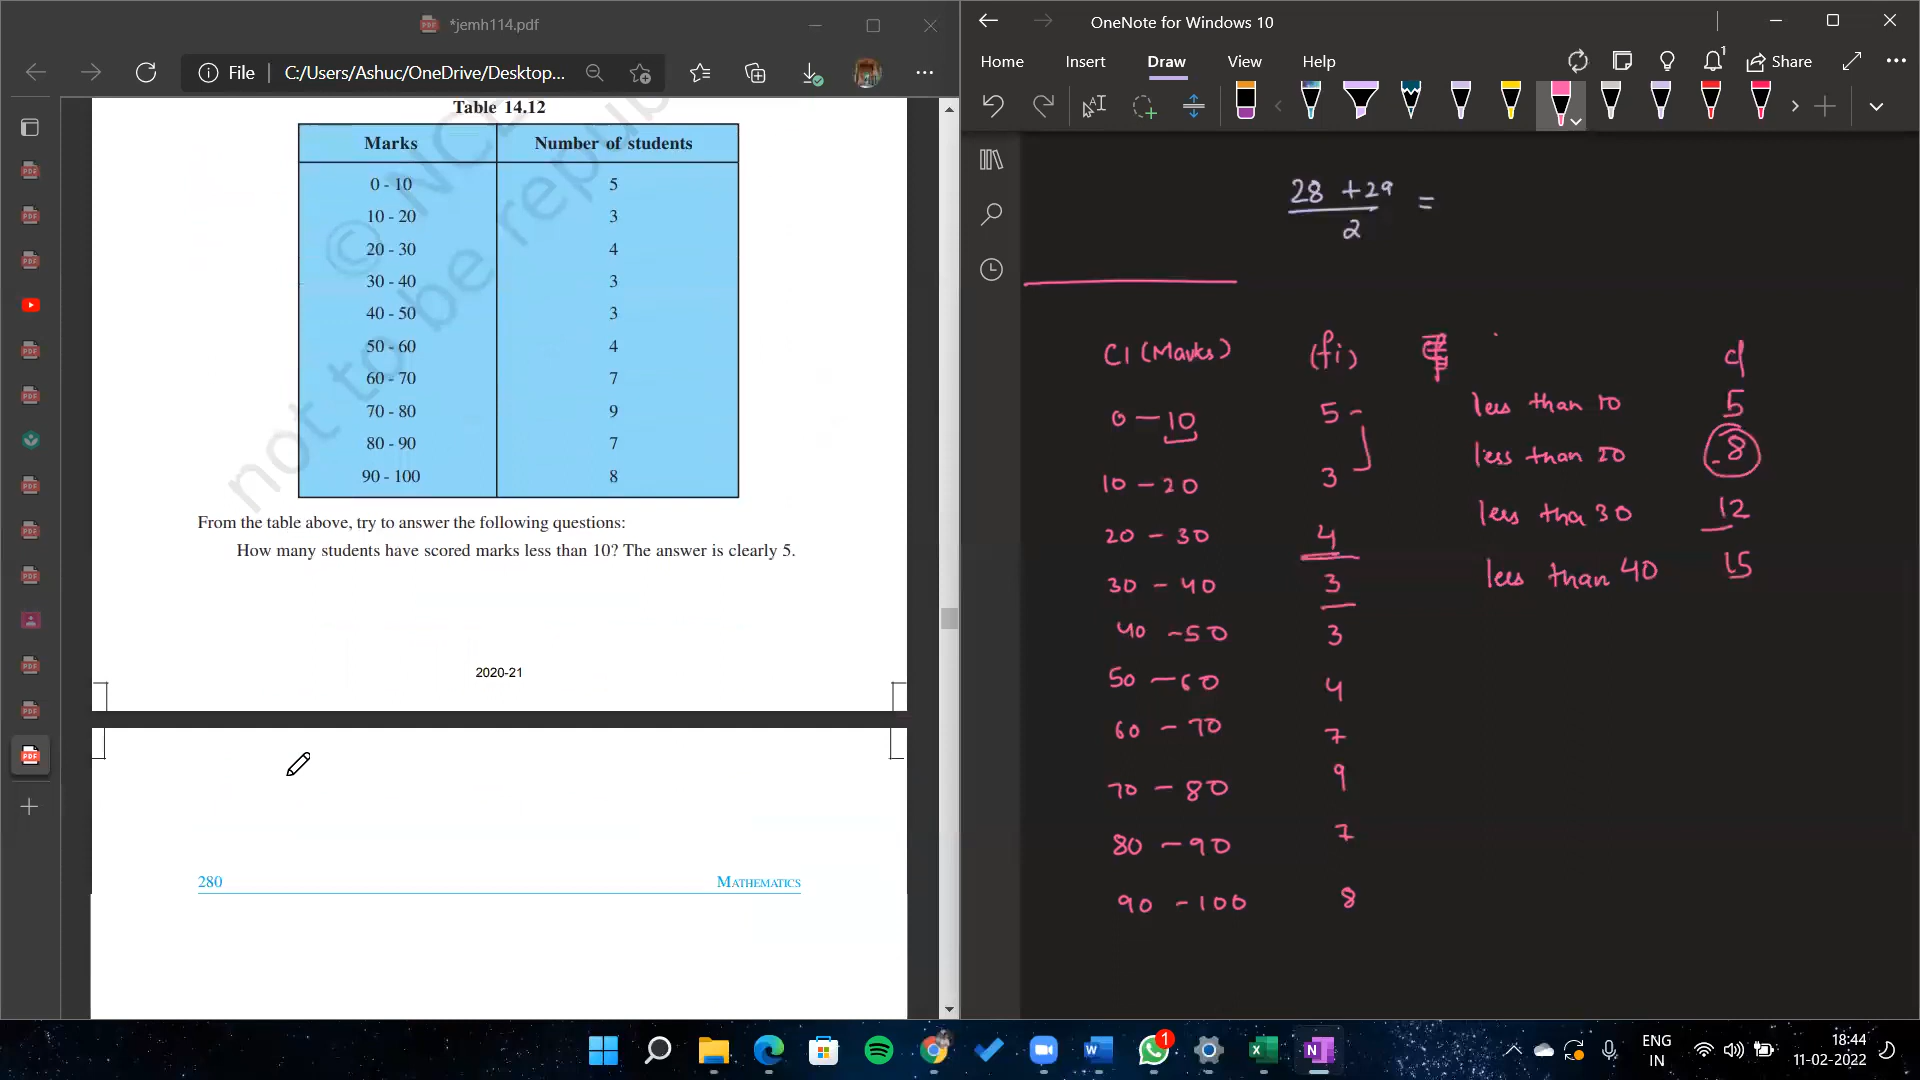 *jemh114.pdf
File
C:/Users/Ashuc/OneDrive/Desktop...
Table 14.12
Marks Number of students
0 - 10 5
10 - 20 3
20 - 30 4
30 - 40 3
40 - 50 3
50 - 60 4
60 - 70 7
70 - 80 9
80 - 90 7
90 - 100 8
not to be republ
© NCE
From the table above, try to answer the following questions:
How many students have scored marks less than 10? The answer is clearly 5.
2020-21
280 MATHEMATICS
OneNote for Windows 10
Home Insert Draw View Help Share
28 + 29
2
=
CI (Marks) (fi) cf
0 — 10 5 less than 10 5
10 — 20 3 less than 20 8
20 — 30 4 less tha 30 12
30 — 40 3 less than 40 15
40 — 50 3
50 — 60 4
60 — 70 7
70 — 80 9
80 — 90 7
90 — 100 8
1
ENG
IN
18:44
11-02-2022